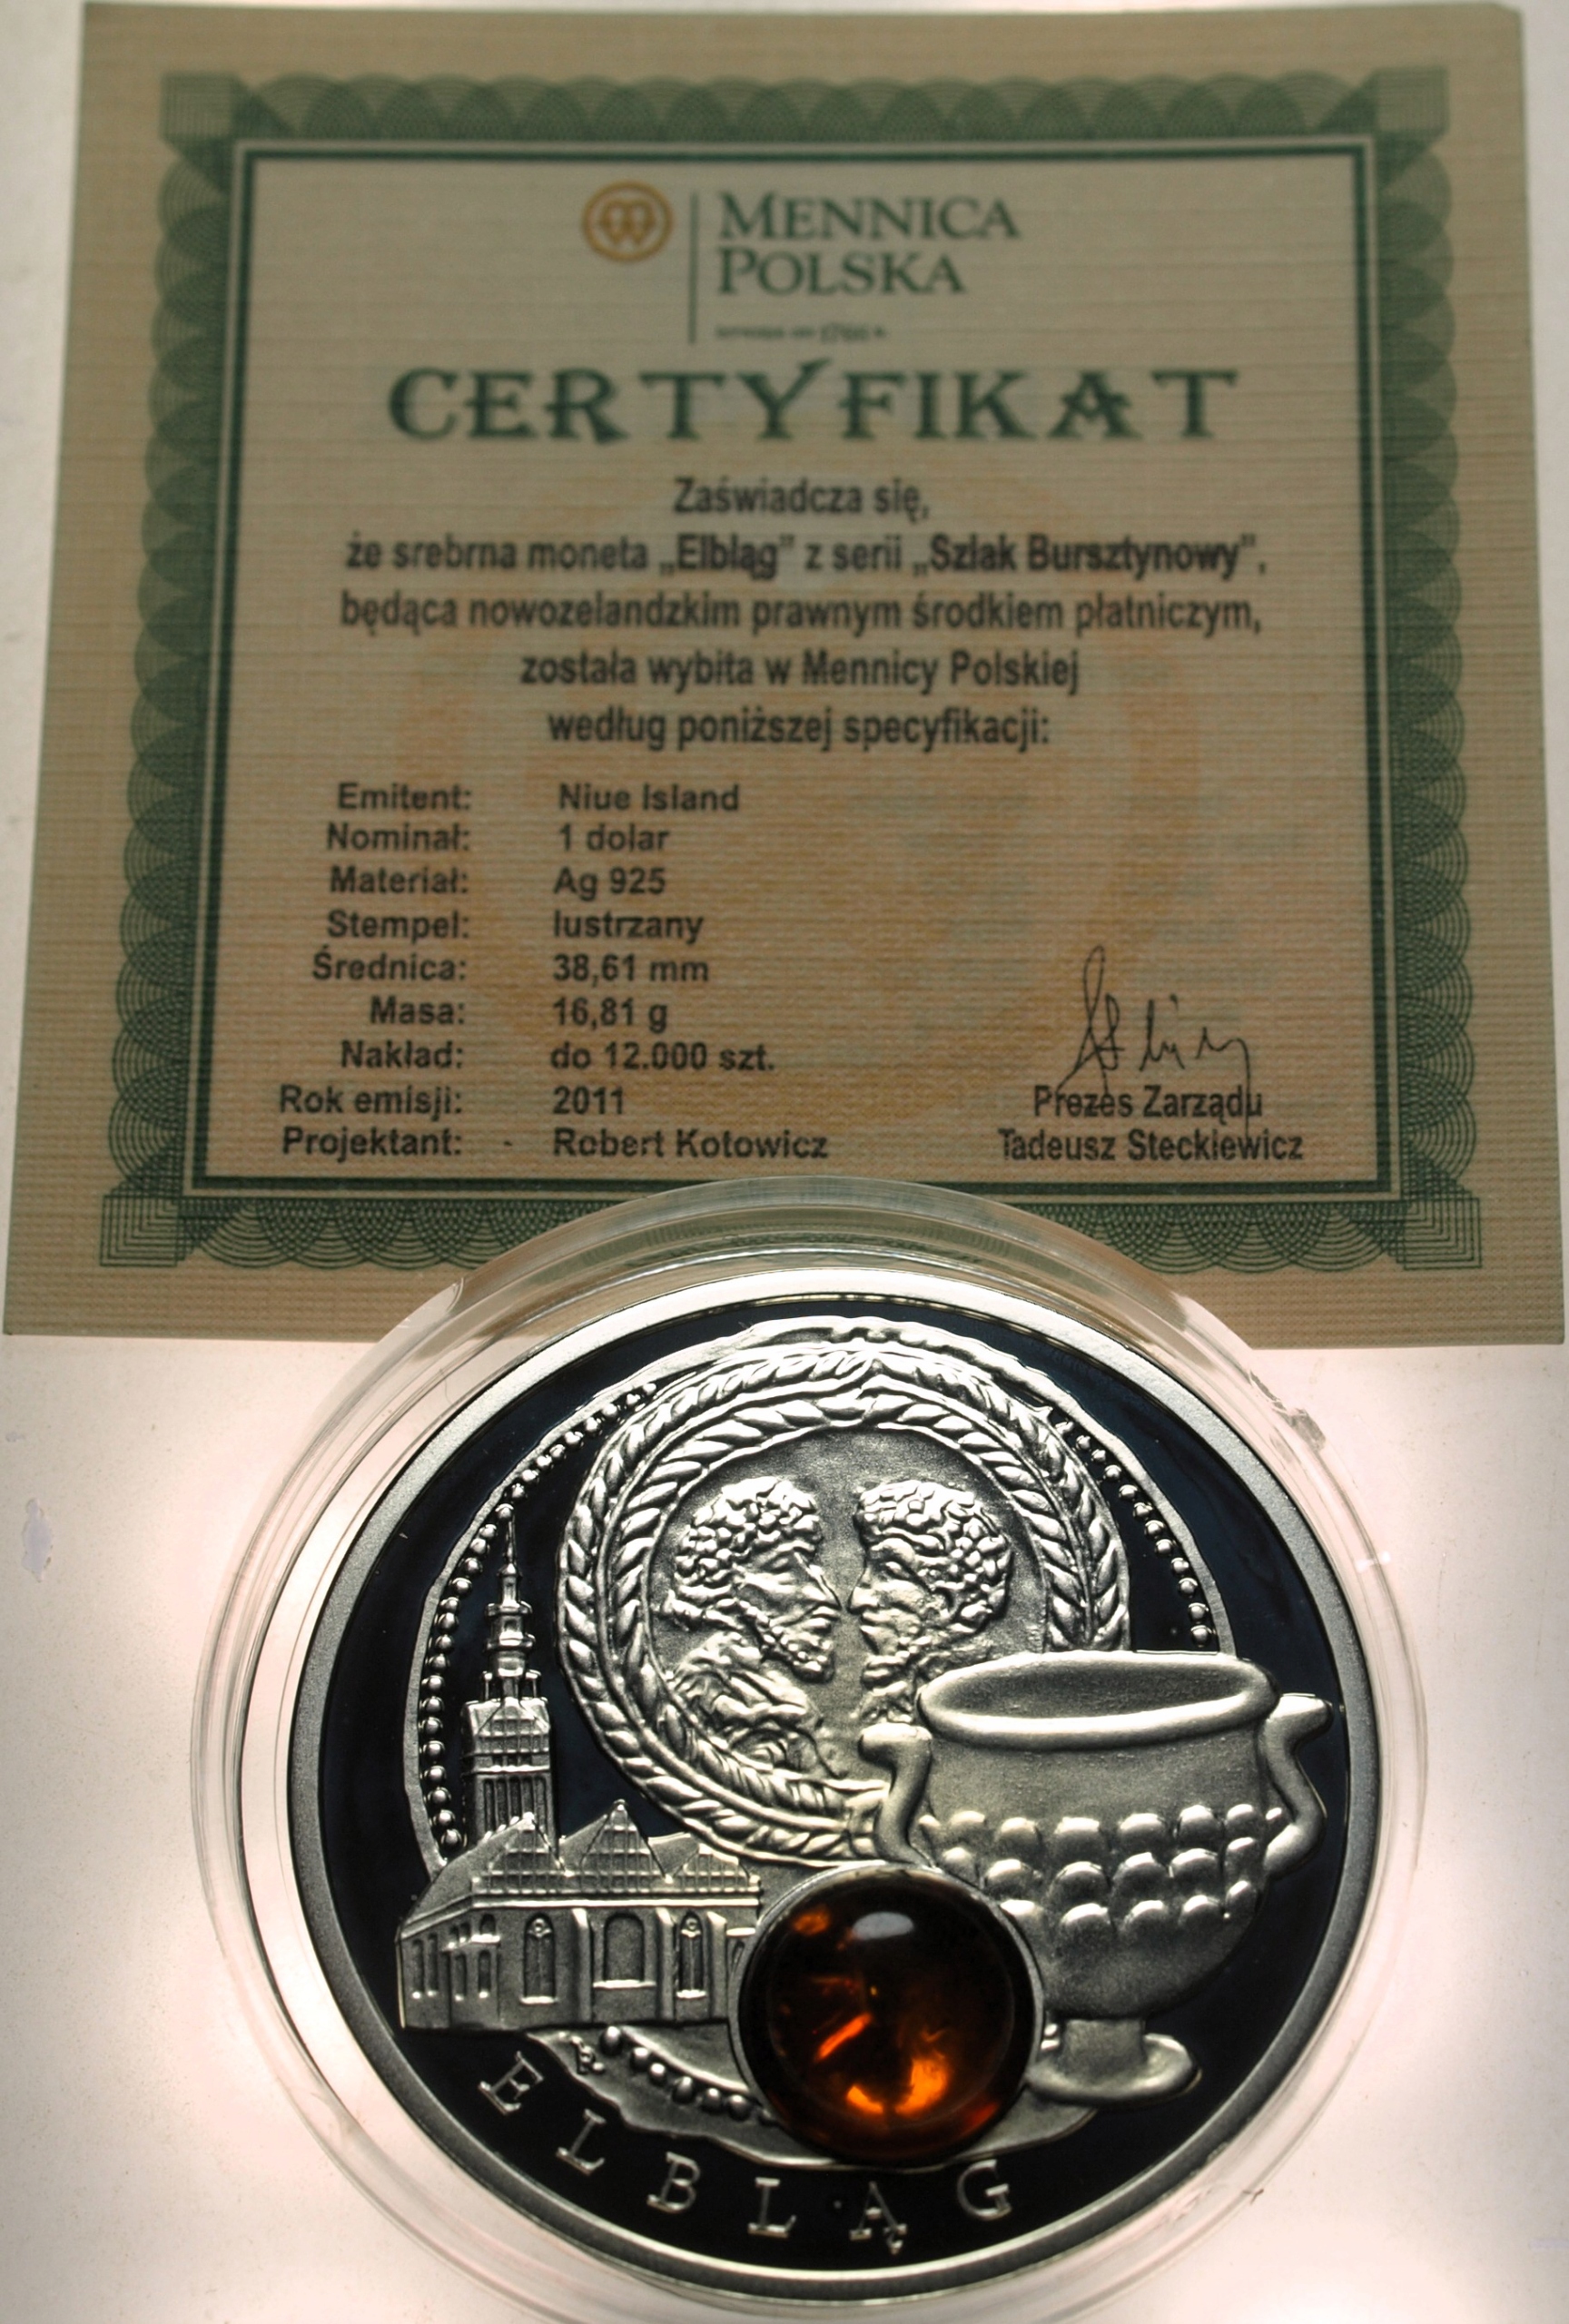 MENNICA
POLSKA
1766
CERTYFIKAT
Zaświadcza się,
że srebrna moneta „Elbląg" z serii „Szlak Bursztynowy",
będąca nowozelandzkim prawnym środkiem płatniczym,
została wybita w Mennicy Polskiej
według poniższej specyfikacji:
Emitent: Niue Island
Nominał: 1 dolar
Materiał: Ag 925
Stempel: lustrzany
Średnica: 38,61 mm
Masa: 16,81 g
Nakład: do 12.000 szt.
Rok emisji: 2011
Projektant: - Robert Kotowicz
Prezes Zarządu
Tadeusz Steckiewicz
ELBLĄG